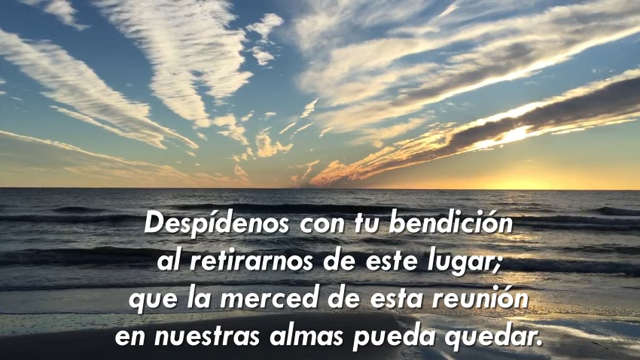 Despídenos con tu bendición
al retirarnos de este lugar;
que la merced de esta reunión
en nuestras almas pueda quedar.